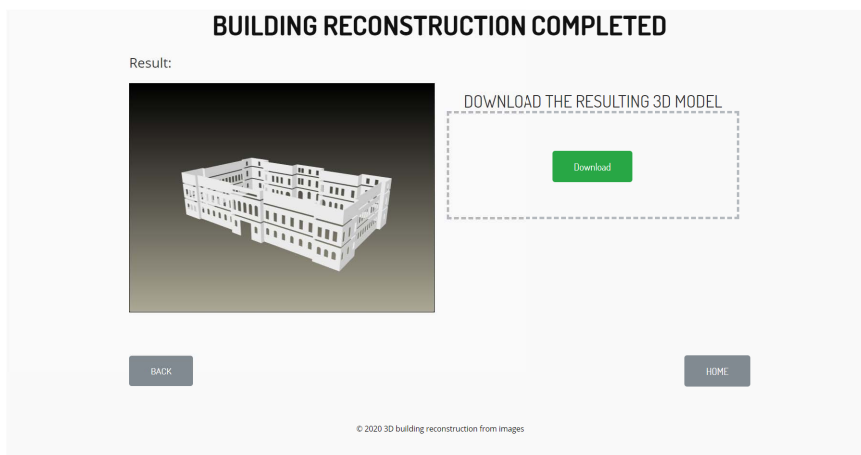 BUILDING RECONSTRUCTION COMPLETED
Result:
DOWNLOAD THE RESULTING 3D MODEL
Download
BACK
HOME
© 2020 3D building reconstruction from images